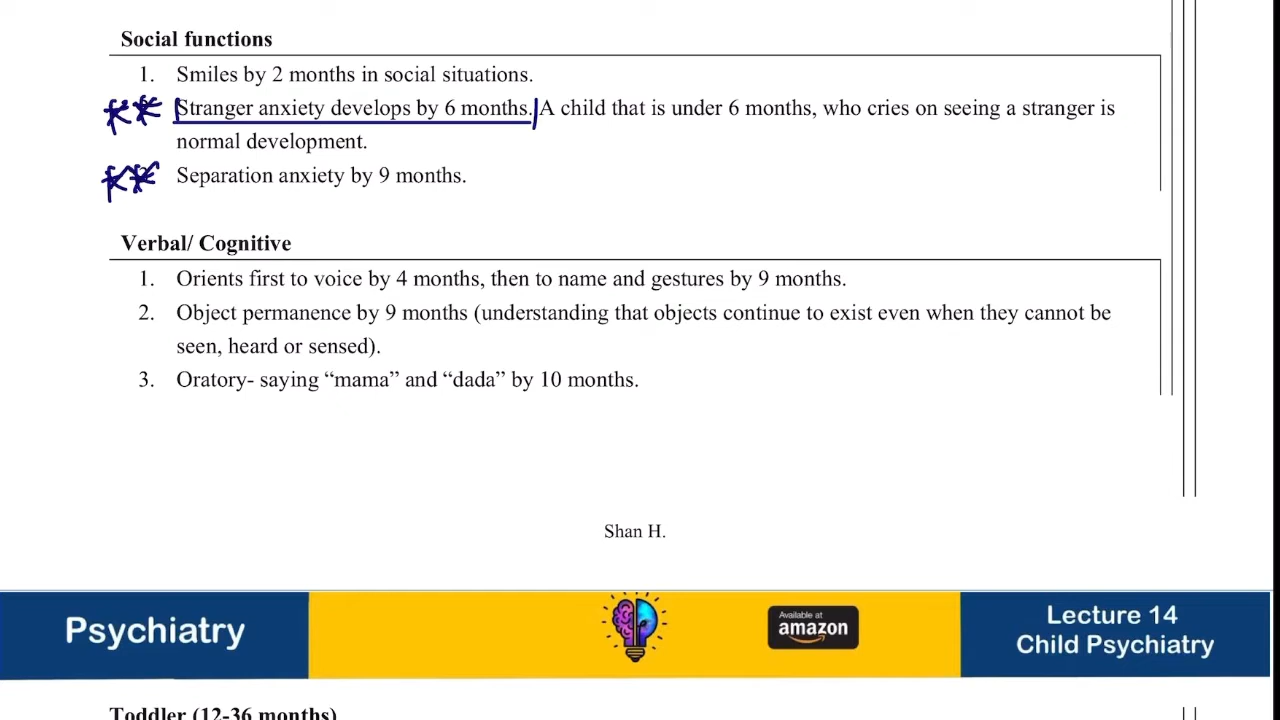 Social functions
1. Smiles by 2 months in social situations.
Stranger anxiety develops by 6 months. A child that is under 6 months, who cries on seeing a stranger is
normal development.
Separation anxiety by 9 months.
Verbal/ Cognitive
1. Orients first to voice by 4 months, then to name and gestures by 9 months.
2. Object permanence by 9 months (understanding that objects continue to exist even when they cannot be
seen, heard or sensed).
3. Oratory- saying “mama” and “dada” by 10 months.
Shan H.
Psychiatry
Available at
amazon
Lecture 14
Child Psychiatry
Toddler (12-36 months)